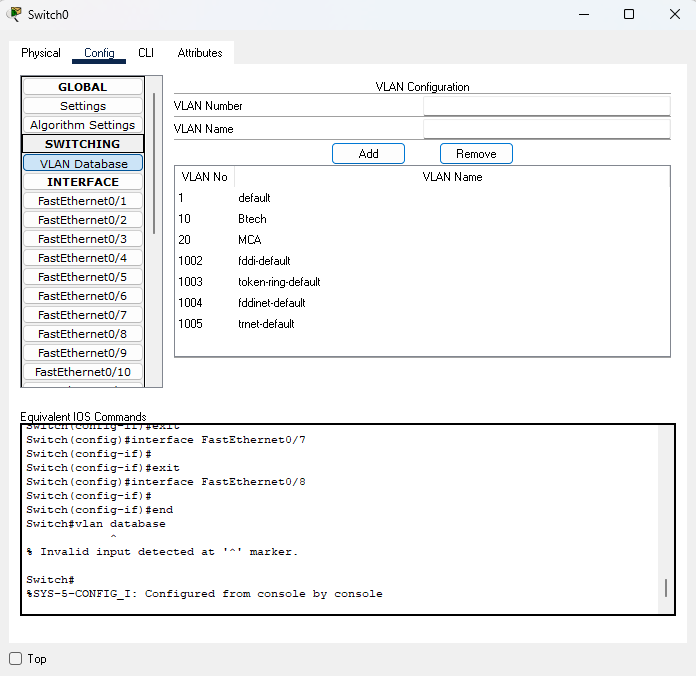 Switch0
Physical Config CLI Attributes
GLOBAL
Settings
Algorithm Settings
SWITCHING
VLAN Database
INTERFACE
FastEthernet0/1
FastEthernet0/2
FastEthernet0/3
FastEthernet0/4
FastEthernet0/5
FastEthernet0/6
FastEthernet0/7
FastEthernet0/8
FastEthernet0/9
FastEthernet0/10
VLAN Configuration
VLAN Number
VLAN Name
Add Remove
VLAN No VLAN Name
1 default
10 Btech
20 MCA
1002 fddi-default
1003 token-ring-default
1004 fddinet-default
1005 trnet-default
Equivalent IOS Commands
Switch(config-if)#exit
Switch(config)#interface FastEthernet0/7
Switch(config-if)#
Switch(config-if)#exit
Switch(config)#interface FastEthernet0/8
Switch(config-if)#
Switch(config-if)#end
Switch#vlan database
^
% Invalid input detected at '^' marker.
Switch#
%SYS-5-CONFIG_I: Configured from console by console
Top